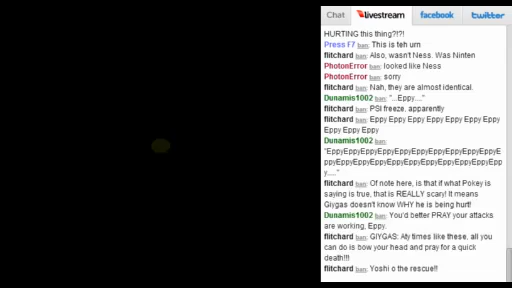 Chat livestream facebook twitter
HURTING this thing?!?!
Press F7 ban: This is teh urn
flitchard ban: Also, wasn't Ness. Was Ninten
PhotonError ban: looked like Ness
PhotonError ban: sorry
flitchard ban: Nah, they are almost identical.
Dunamis1002 ban: "...Eppy...."
flitchard ban: PSI freeze, apparently
flitchard ban: Eppy Eppy Eppy Eppy Eppy Eppy Eppy
Eppy Eppy Eppy
Dunamis1002 ban:
"EppyEppyEppyEppyEppyEppyEppyEppyEppyEppyE
ppyEppyEppyEppyEppyEppyEppyEppyEppyEppyEpp
y....."
flitchard ban: Of note here, is that if what Pokey is
saying is true, that is REALLY scary! It means
Giygas doesn't know WHY he is being hurt!
Dunamis1002 ban: You'd better PRAY your attacks
are working, Eppy.
flitchard ban: GIYGAS: Aty times like these, all you
can do is bow your head and pray for a quick
death!!!
flitchard ban: Yoshi o the rescue!!